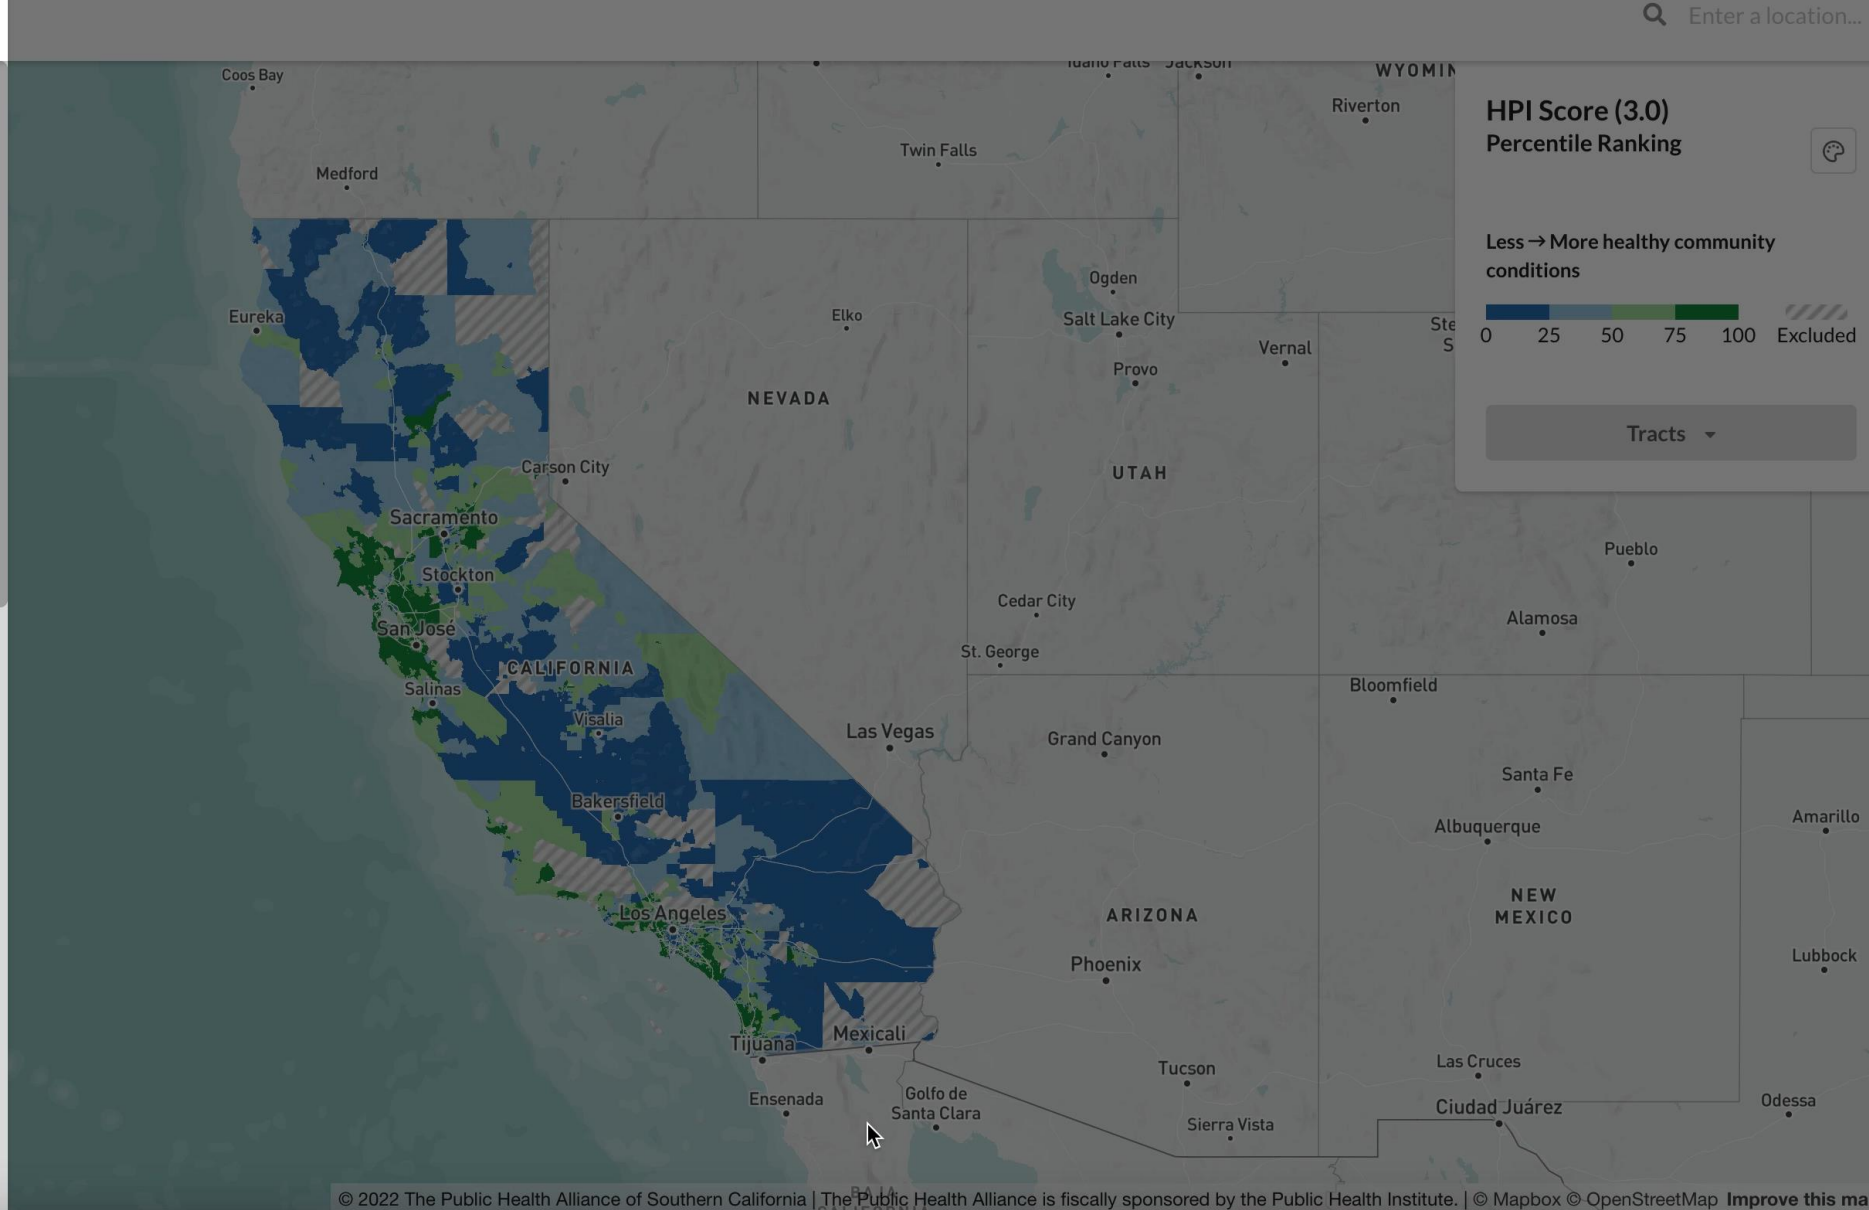 Enter a location...
Coos Bay
Idaho Falls
Jackson
WYOMIN
Riverton
HPI Score (3.0)
Percentile Ranking
Twin Falls
Medford
Less → More healthy community
conditions
Ogden
Eureka
Elko
Salt Lake City
Ste
S
0 25 50 75 100 Excluded
Vernal
Provo
NEVADA
Tracts
Carson City
UTAH
Sacramento
Pueblo
Stockton
Cedar City
Alamosa
San José
St. George
CALIFORNIA
Salinas
Bloomfield
Visalia
Las Vegas
Grand Canyon
Santa Fe
Bakersfield
Amarillo
Albuquerque
NEW
MEXICO
Los Angeles
ARIZONA
Lubbock
Phoenix
Mexicali
Tijuana
Las Cruces
Tucson
Ensenada
Golfo de
Santa Clara
Ciudad Juárez
Odessa
Sierra Vista
BAJA
CALIFORNIA
© 2022 The Public Health Alliance of Southern California | The Public Health Alliance is fiscally sponsored by the Public Health Institute. | © Mapbox © OpenStreetMap Improve this ma